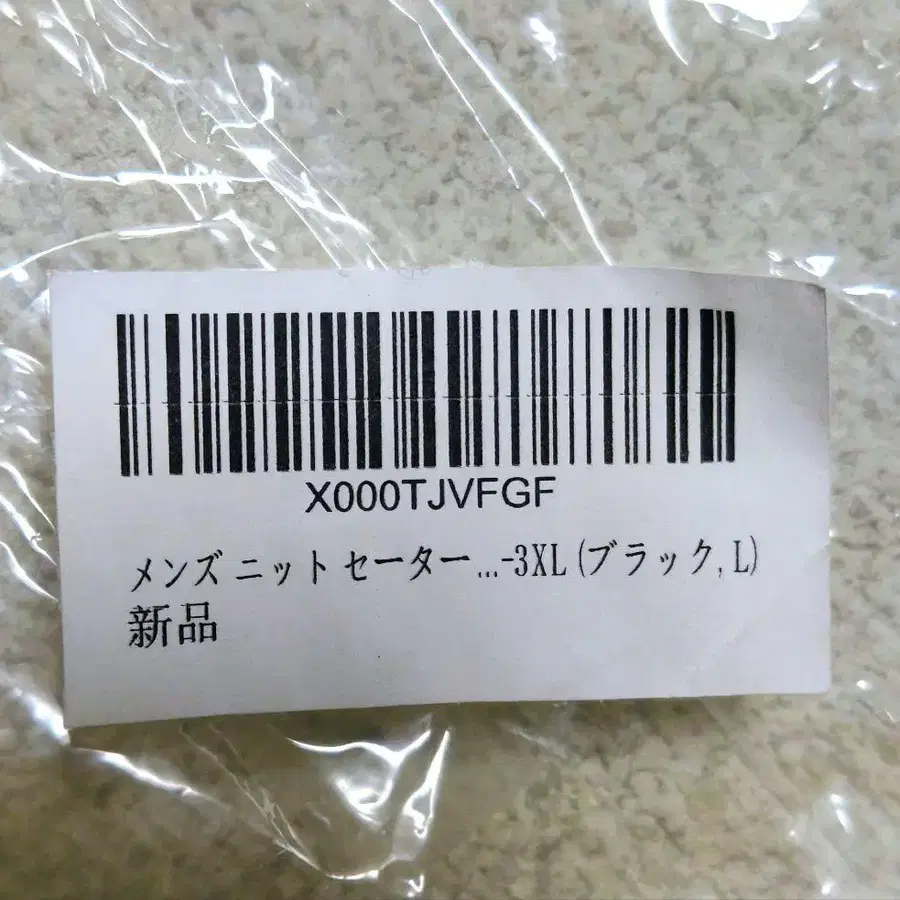 X000TJVFGF
メンズ ニット セーター...-3XL (ブラック, L)
新品